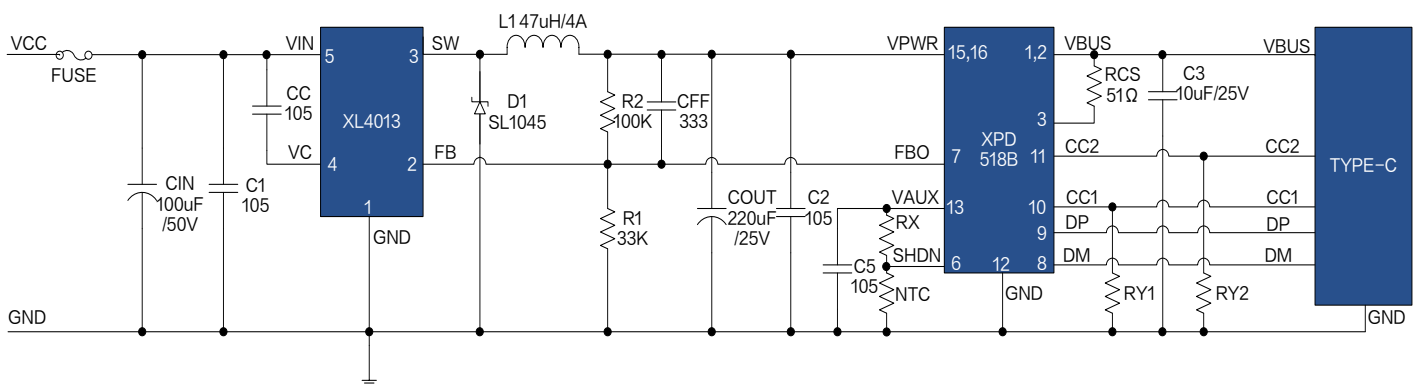 VCC
FUSE
CIN
100uF
/50V
C1
105
CC
105
VIN
5
VC
4
XL4013
3
SW
2
FB
1
GND
L1 47uH/4A
D1
SL1045
R2
100K
CFF
333
R1
33K
COUT
220uF
/25V
C2
105
VPWR
15,16
FBO
7
VAUX
13
RX
SHDN
6
C5
105
NTC
XPD
518B
12
GND
1,2
VBUS
3
RCS
51Ω
C3
10uF/25V
11
CC2
10
CC1
9
DP
8
DM
RY1
RY2
VBUS
CC2
CC1
DP
DM
TYPE-C
GND
GND